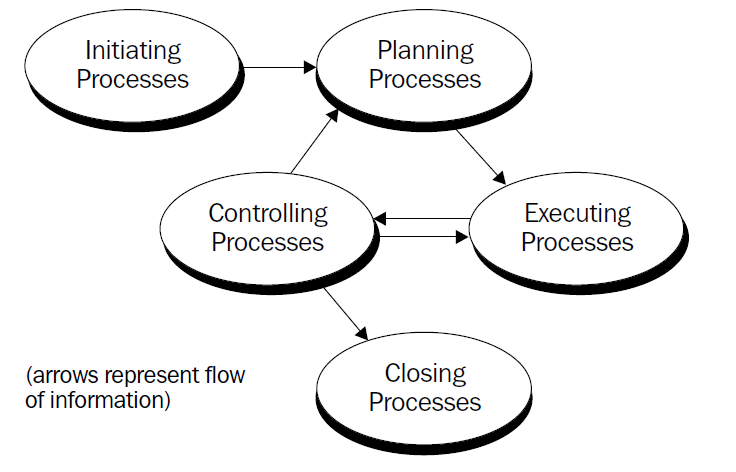 Initiating
Processes
Planning
Processes
Controlling
Processes
Executing
Processes
Closing
Processes
(arrows represent flow
of information)